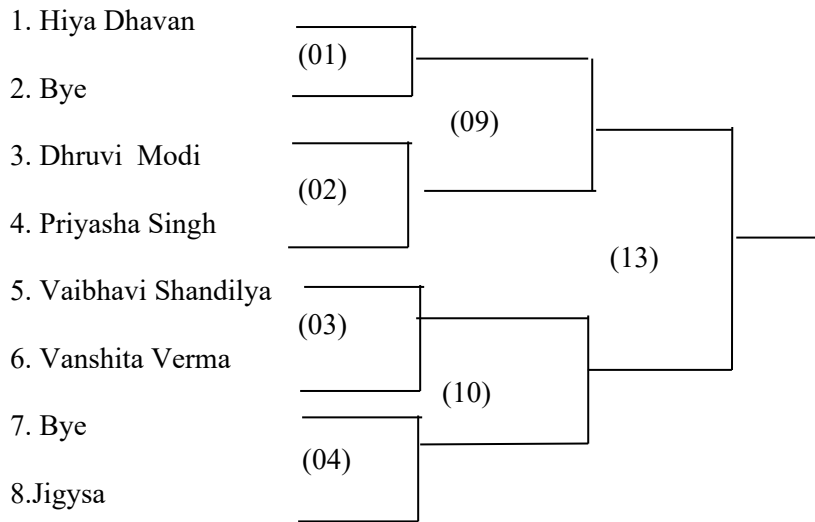 1. Hiya Dhavan
(01)
2. Bye
(09)
3. Dhruvi  Modi
(02)
4. Priyasha Singh
(13)
5. Vaibhavi Shandilya
(03)
6. Vanshita Verma
(10)
7. Bye
(04)
8.Jigysa